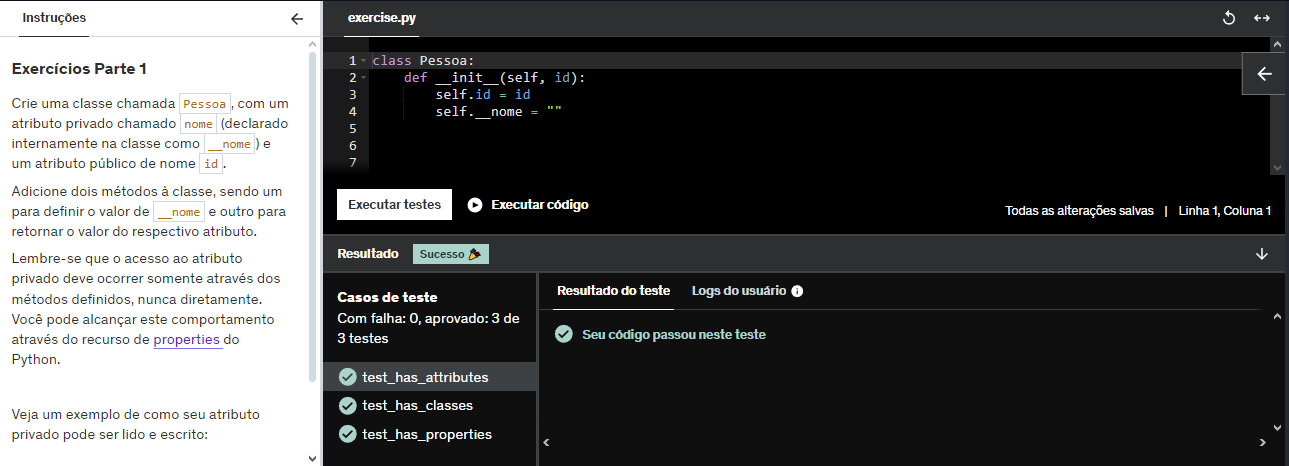 Instruções
Exercícios Parte 1
Crie uma classe chamada Pessoa, com um
atributo privado chamado nome (declarado
internamente na classe como __nome) e
um atributo público de nome id.
Adicione dois métodos à classe, sendo um
para definir o valor de __nome e outro para
retornar o valor do respectivo atributo.
Lembre-se que o acesso ao atributo
privado deve ocorrer somente através dos
métodos definidos, nunca diretamente.
Você pode alcançar este comportamento
através do recurso de properties do
Python.
Veja um exemplo de como seu atributo
privado pode ser lido e escrito:
exercise.py
1 class Pessoa:
2     def __init__(self, id):
3         self.id = id
4         self.__nome = ""
5
6
7
Executar testes Executar código
Todas as alterações salvas | Linha 1, Coluna 1
Resultado Sucesso
Casos de teste
Com falha: 0, aprovado: 3 de
3 testes
test_has_attributes
test_has_classes
test_has_properties
Resultado do teste Logs do usuário
Seu código passou neste teste